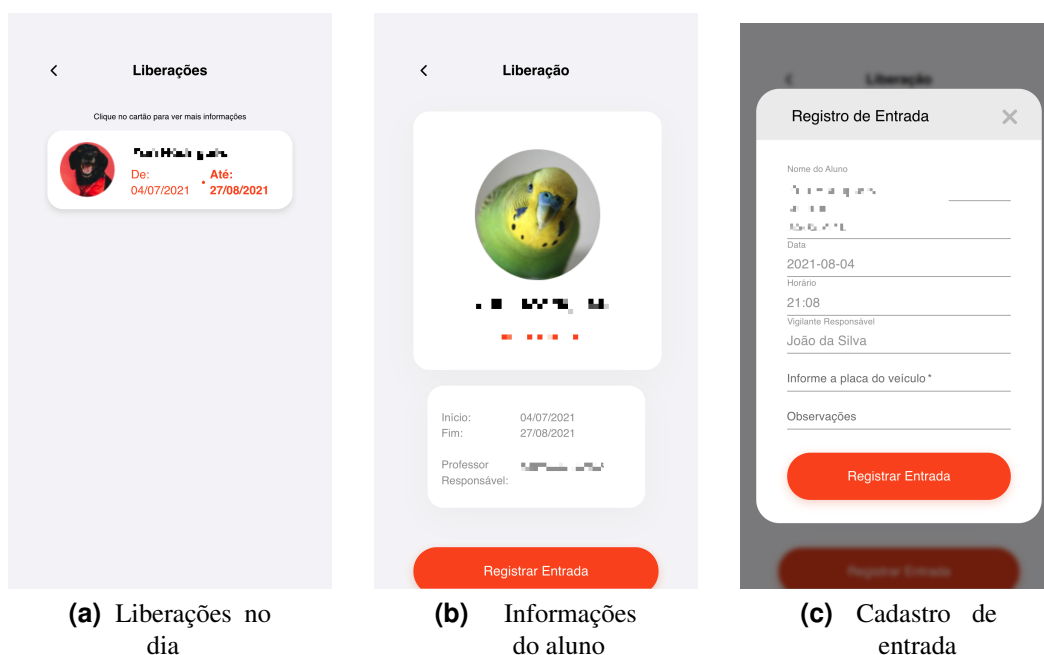 Liberações
Clique no cartão para ver mais informações
De:
04/07/2021
Até:
27/08/2021
(a) Liberações no
dia
Liberação
Início:
04/07/2021
Fim:
27/08/2021
Professor
Responsável:
Registrar Entrada
(b) Informações
do aluno
Liberação
Registro de Entrada
Nome do Aluno
Data
2021-08-04
Horário
21:08
Vigilante Responsável
João da Silva
Informe a placa do veículo *
Observações
Registrar Entrada
Registrar Entrada
(c) Cadastro de
entrada